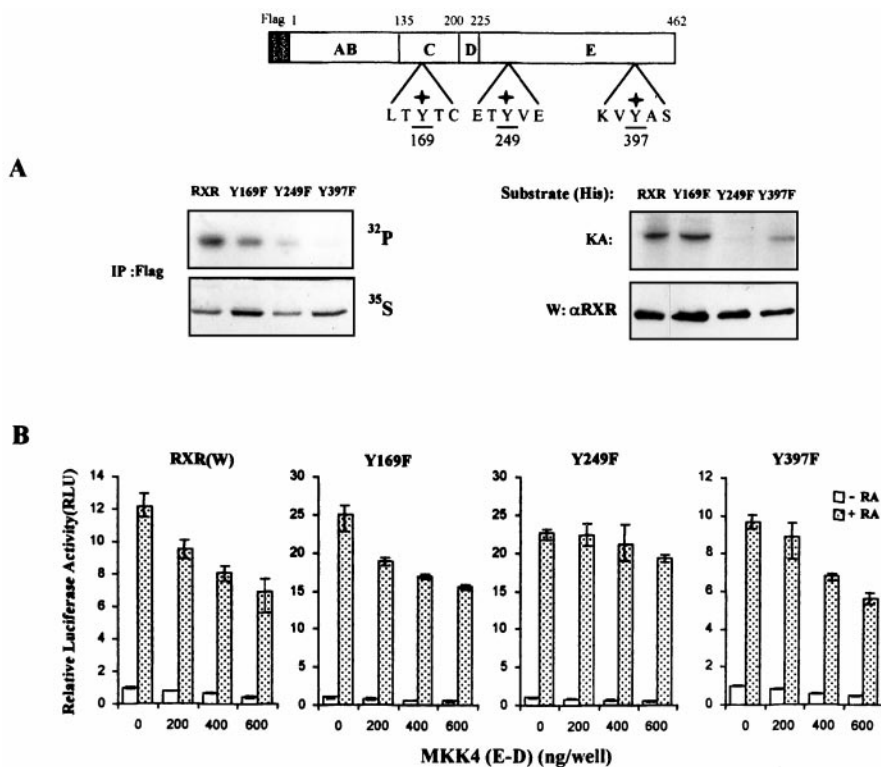 Flag 1 135 200 225 462
AB C D E
L T Y T C E T Y V E K V Y A S
169 249 397
A
RXR Y169F Y249F Y397F
32P
IP :Flag
35S
Substrate (His): RXR Y169F Y249F Y397F
KA:
W: αRXR
B
RXR(W) Y169F Y249F Y397F
Relative Luciferase Activity(RLU)
14 12 10 8 6 4 2 0
0 200 400 600
30 25 20 15 10 5 0
0 200 400 600
30 25 20 15 10 5 0
0 200 400 600
12 10 8 6 4 2 0
0 200 400 600
- RA
+ RA
MKK4 (E-D) (ng/well)